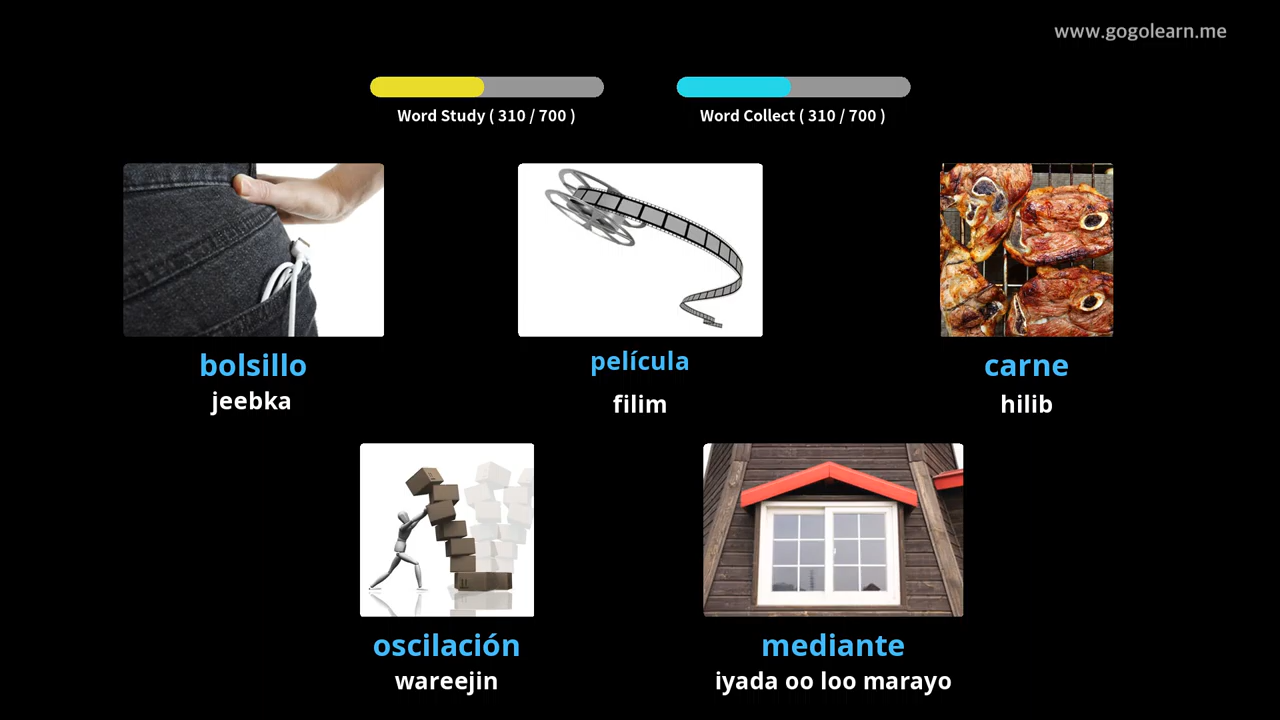 www.gogolearn.me
Word Study ( 310 / 700 )
Word Collect ( 310 / 700 )
bolsillo
jeebka
película
filim
carne
hilib
oscilación
wareejin
mediante
iyada oo loo marayo